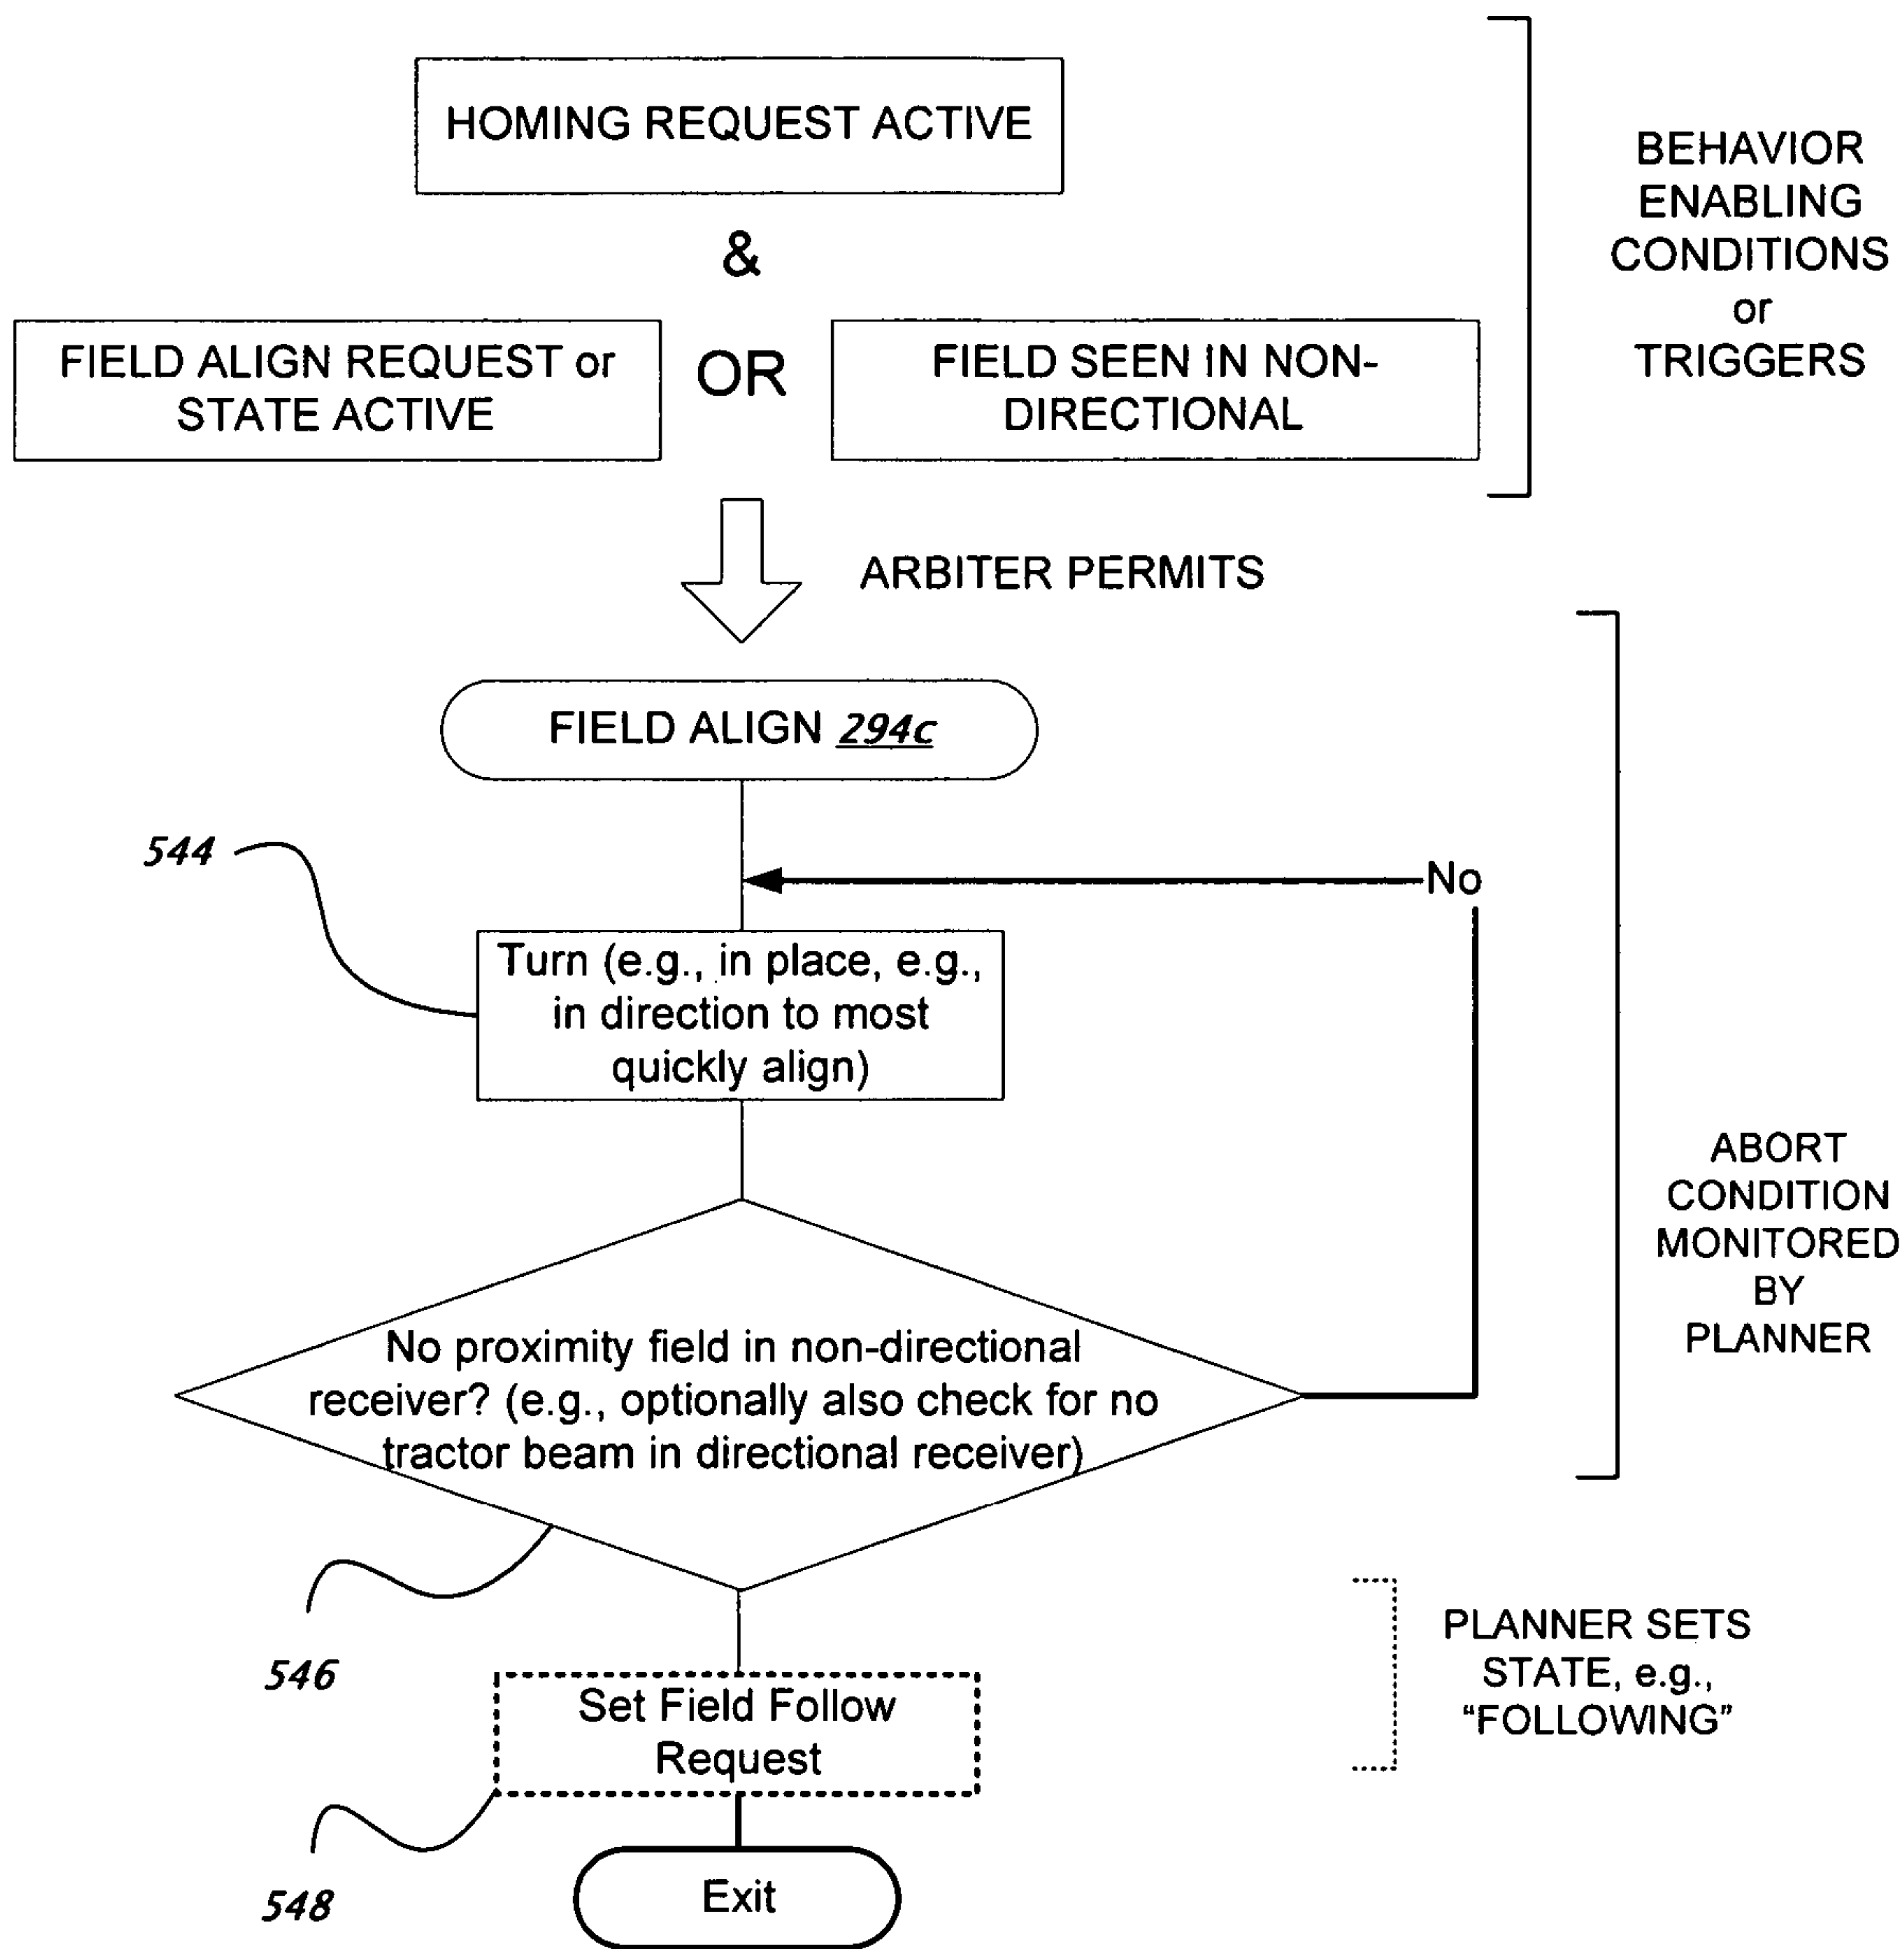 HOMING REQUEST ACTIVE
&
FIELD ALIGN REQUEST or
STATE ACTIVE
OR
FIELD SEEN IN NON-
DIRECTIONAL
BEHAVIOR
ENABLING
CONDITIONS
or
TRIGGERS
ARBITER PERMITS
FIELD ALIGN 294c
544
No
Turn (e.g., in place, e.g.,
in direction to most
quickly align)
ABORT
CONDITION
MONITORED
BY
PLANNER
No proximity field in non-directional
receiver? (e.g., optionally also check for no
tractor beam in directional receiver)
546
Set Field Follow
Request
PLANNER SETS
STATE, e.g.,
“FOLLOWING”
548
Exit